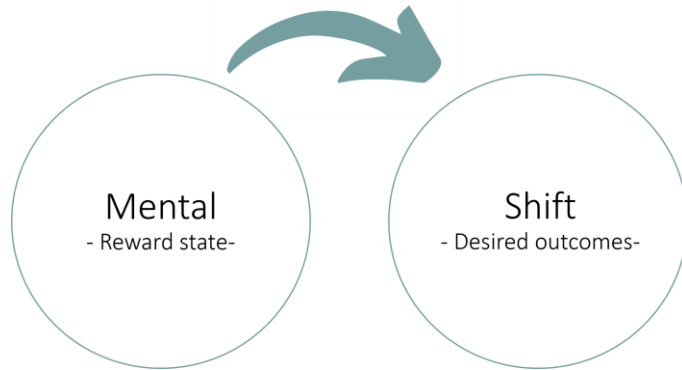 Mental
- Reward state-
Shift
- Desired outcomes-